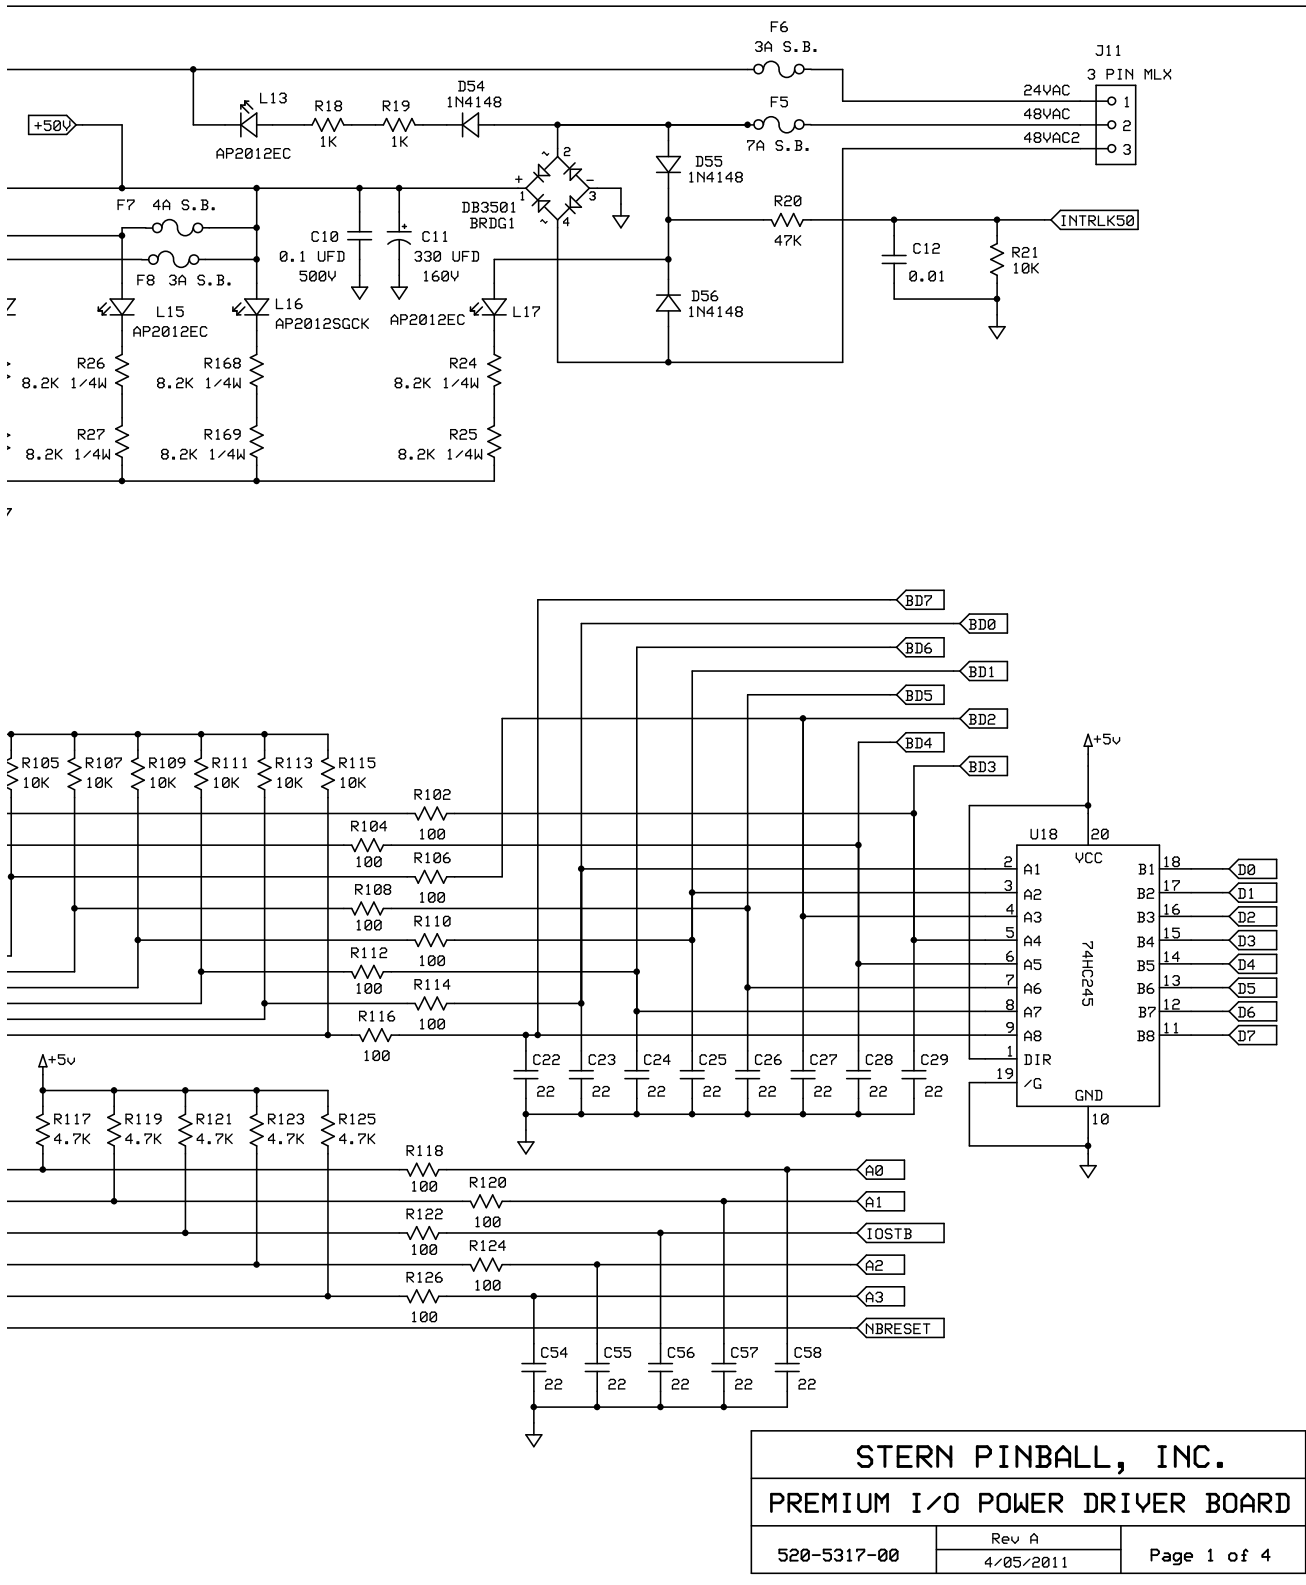 F6
3A S.B.
J11
3 PIN MLX
D54
1N4148
24VAC
1
L13
R18
R19
F5
48VAC
2
+50V
AP2012EC
1K
1K
7A S.B.
48VAC2
3
~
2
D55
1N4148
+
-
1
3
F7 4A S.B.
DB3501
BRDG1
~
4
R20
47K
INTRLK50
C10
0.1 UFD
500V
+
C11
330 UFD
160V
C12
0.01
R21
10K
F8 3A S.B.
L15
AP2012EC
L16
AP2012SGCK
AP2012EC
L17
D56
1N4148
R26
8.2K 1/4W
R168
8.2K 1/4W
R24
8.2K 1/4W
R27
8.2K 1/4W
R169
8.2K 1/4W
R25
8.2K 1/4W
BD7
BD0
BD6
BD1
BD5
BD2
BD4
BD3
+5v
R105
10K
R107
10K
R109
10K
R111
10K
R113
10K
R115
10K
R102
100
R104
100
R106
100
R108
100
R110
100
R112
100
R114
100
R116
100
U18
20
VCC
74HC245
2 A1 B1 18 D0
3 A2 B2 17 D1
4 A3 B3 16 D2
5 A4 B4 15 D3
6 A5 B5 14 D4
7 A6 B6 13 D5
8 A7 B7 12 D6
9 A8 B8 11 D7
1 DIR
19 /G
GND
10
C22
22
C23
22
C24
22
C25
22
C26
22
C27
22
C28
22
C29
22
+5v
R117
4.7K
R119
4.7K
R121
4.7K
R123
4.7K
R125
4.7K
R118
100
A0
R120
100
A1
R122
100
IOSTB
R124
100
A2
R126
100
A3
NBRESET
C54
22
C55
22
C56
22
C57
22
C58
22
STERN PINBALL, INC.
PREMIUM I/O POWER DRIVER BOARD
520-5317-00
Rev A
4/05/2011
Page 1 of 4